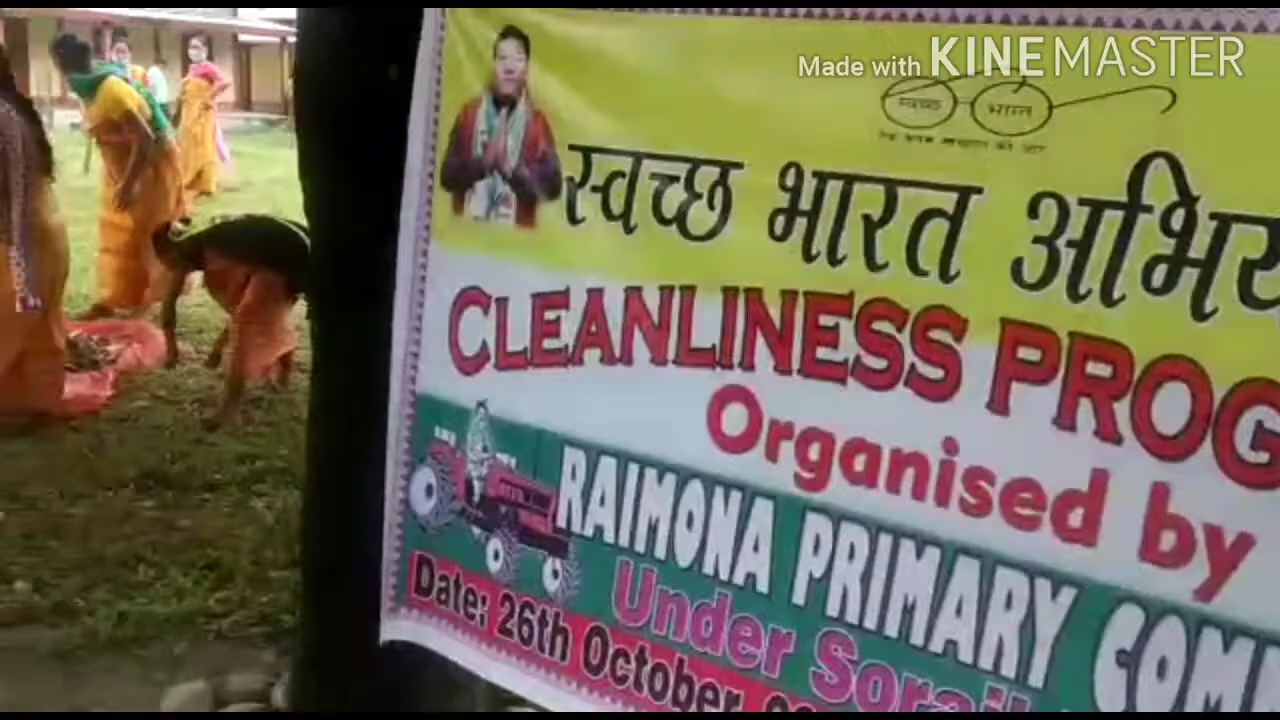 Made with KINEMASTER
स्वच्छ भारत
स्वच्छ भारत अभिय
CLEANLINESS PROG
Organised by
RAIMONA PRIMARY COM
Under Sorai
Date: 26th October